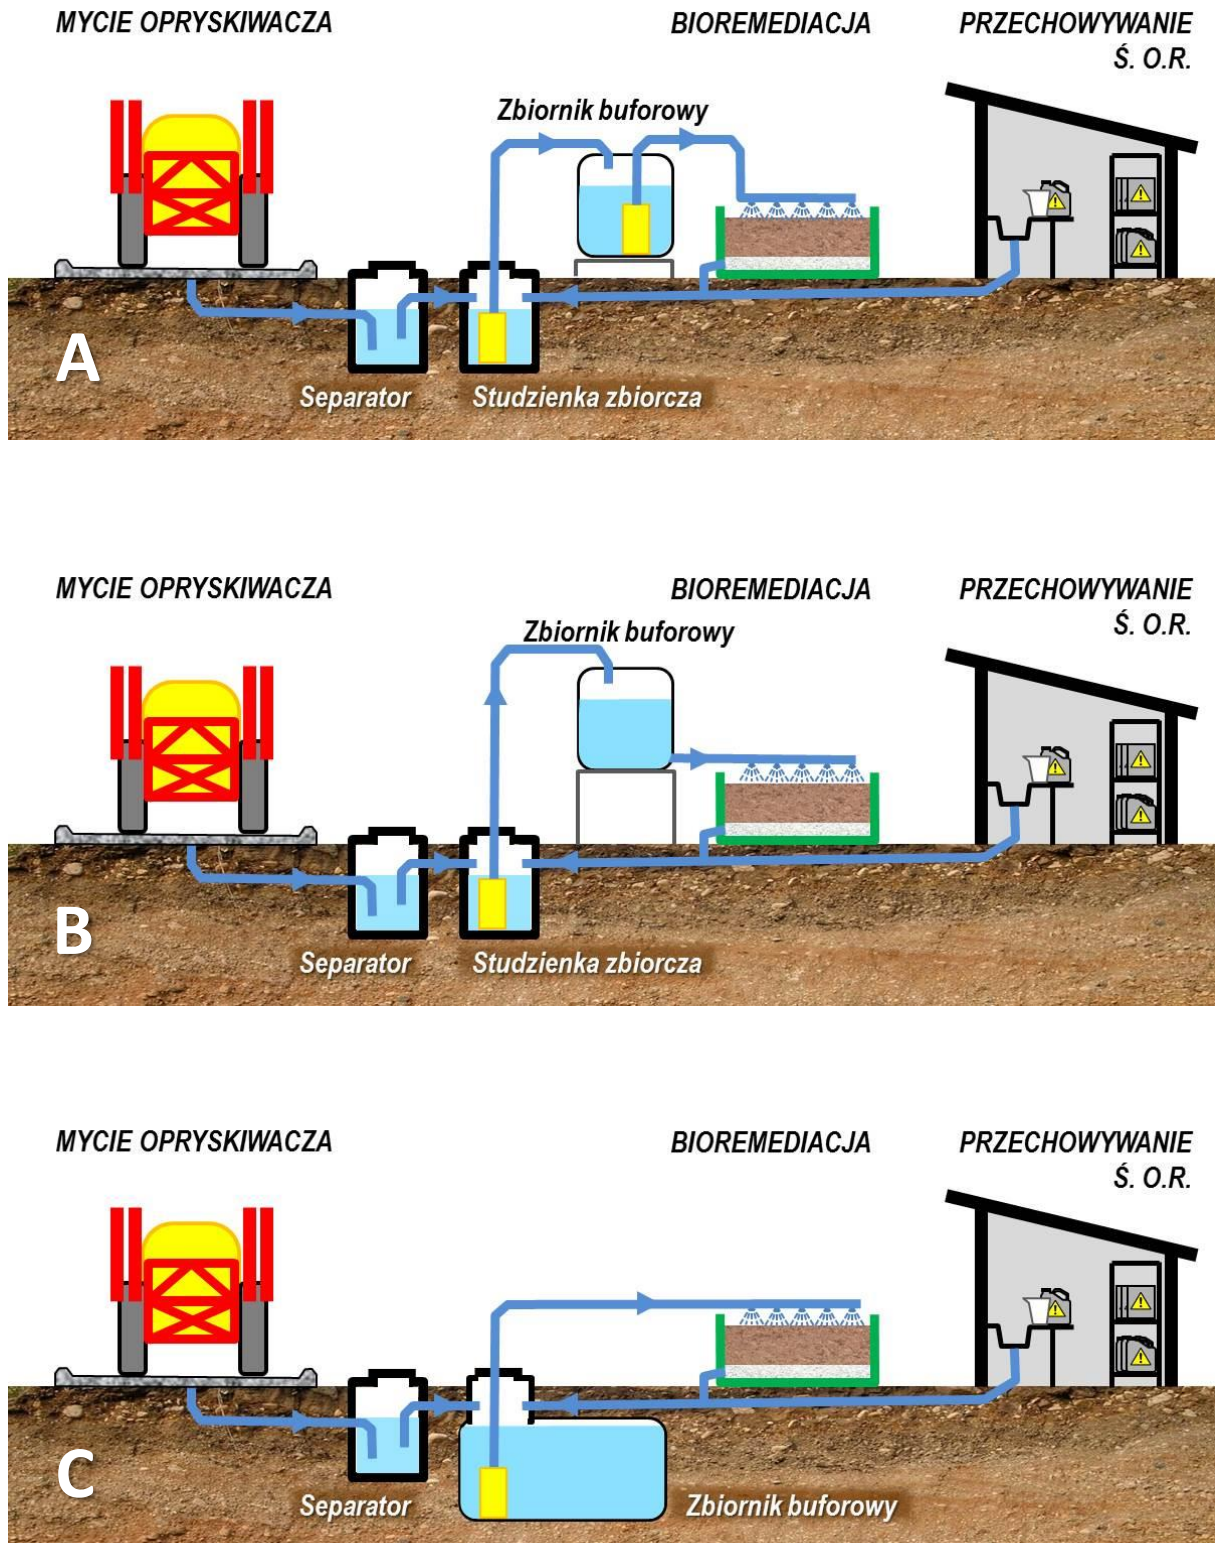 MYCIE OPRYSKIWACZA
BIOREMEDIACJA
PRZECHOWYWANIE
Ś. O.R.
Zbiornik buforowy
A
Separator
Studzienka zbiorcza
MYCIE OPRYSKIWACZA
BIOREMEDIACJA
PRZECHOWYWANIE
Ś. O.R.
Zbiornik buforowy
B
Separator
Studzienka zbiorcza
MYCIE OPRYSKIWACZA
BIOREMEDIACJA
PRZECHOWYWANIE
Ś. O.R.
C
Separator
Zbiornik buforowy